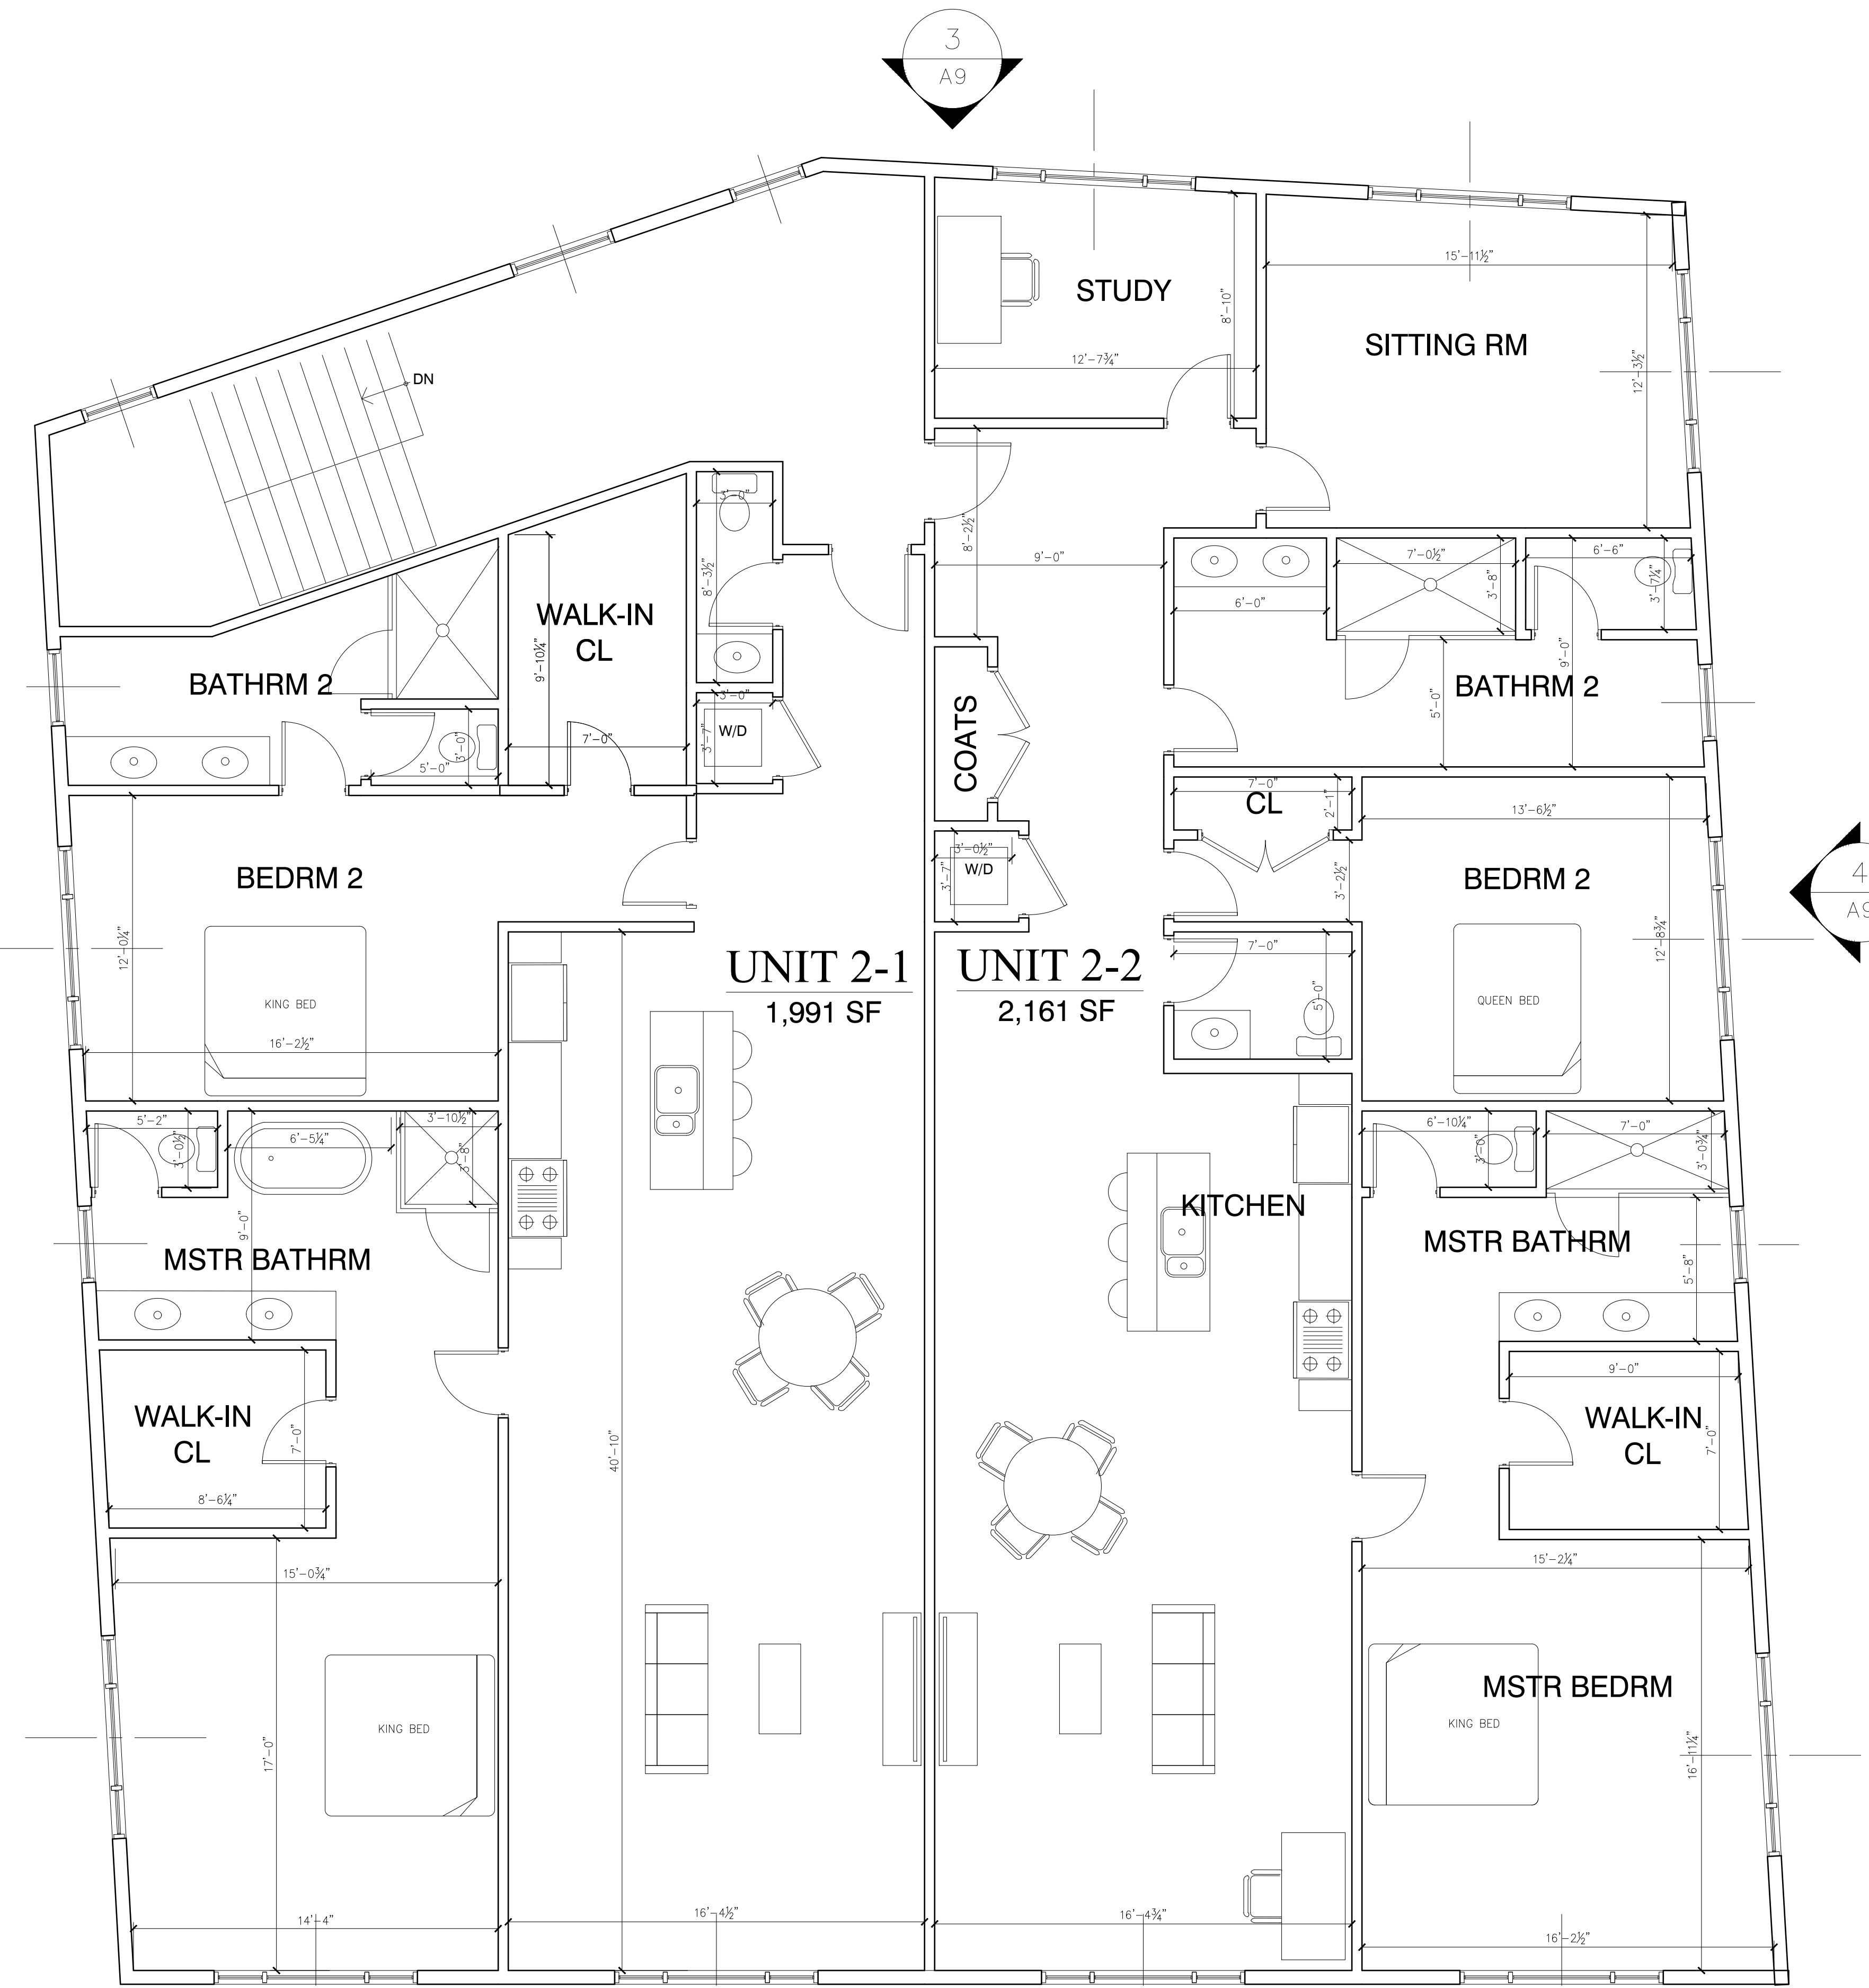 3
A9
15'-11½"
STUDY
8'-10"
SITTING RM
12'-7¾"
12'-3½"
DN
3'-0"
8'-2½"
9'-0"
7'-0½"
6'-6"
3'-8"
3'-7¼"
8'-3½"
6'-0"
WALK-IN
CL
9'-10¼"
9'-0"
BATHRM 2
BATHRM 2
5'-0"
3'-0"
COATS
W/D
3'-7"
7'-0"
3'-0"
5'-0"
7'-0"
CL
2'-1"
13'-6½"
3'-0½"
W/D
3'-7"
3'-2½"
BEDRM 2
BEDRM 2
4
A9
12'-0¼"
12'-8¾"
7'-0"
UNIT 2-1
1,991 SF
UNIT 2-2
2,161 SF
5'-0"
KING BED
QUEEN BED
16'-2½"
5'-2"
3'-0½"
6'-5¼"
3'-10½"
3'-8"
6'-10¼"
3'-0"
7'-0"
3'-0¾"
9'-0"
KITCHEN
MSTR BATHRM
MSTR BATHRM
5'-8"
9'-0"
WALK-IN
CL
7'-0"
WALK-IN
CL
7'-0"
40'-10"
8'-6¼"
15'-0¾"
15'-2¼"
MSTR BEDRM
KING BED
KING BED
17'-0"
16'-11¼"
14'-4"
16'-4½"
16'-4¾"
16'-2½"